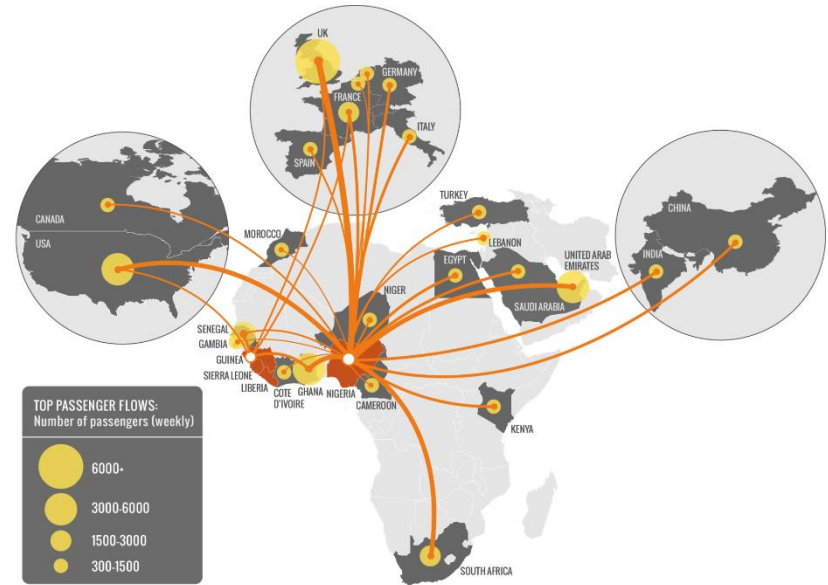 UK
GERMANY
FRANCE
ITALY
SPAIN
CANADA
USA
MOROCCO
TURKEY
LEBANON
EGYPT
UNITED ARAB
EMIRATES
SAUDI ARABIA
CHINA
INDIA
NIGER
SENEGAL
GAMBIA
GUINEA
SIERRA LEONE
LIBERIA
COTE
D'IVOIRE
GHANA
NIGERIA
CAMEROON
KENYA
SOUTH AFRICA
TOP PASSENGER FLOWS:
Number of passengers (weekly)
6000+
3000-6000
1500-3000
300-1500